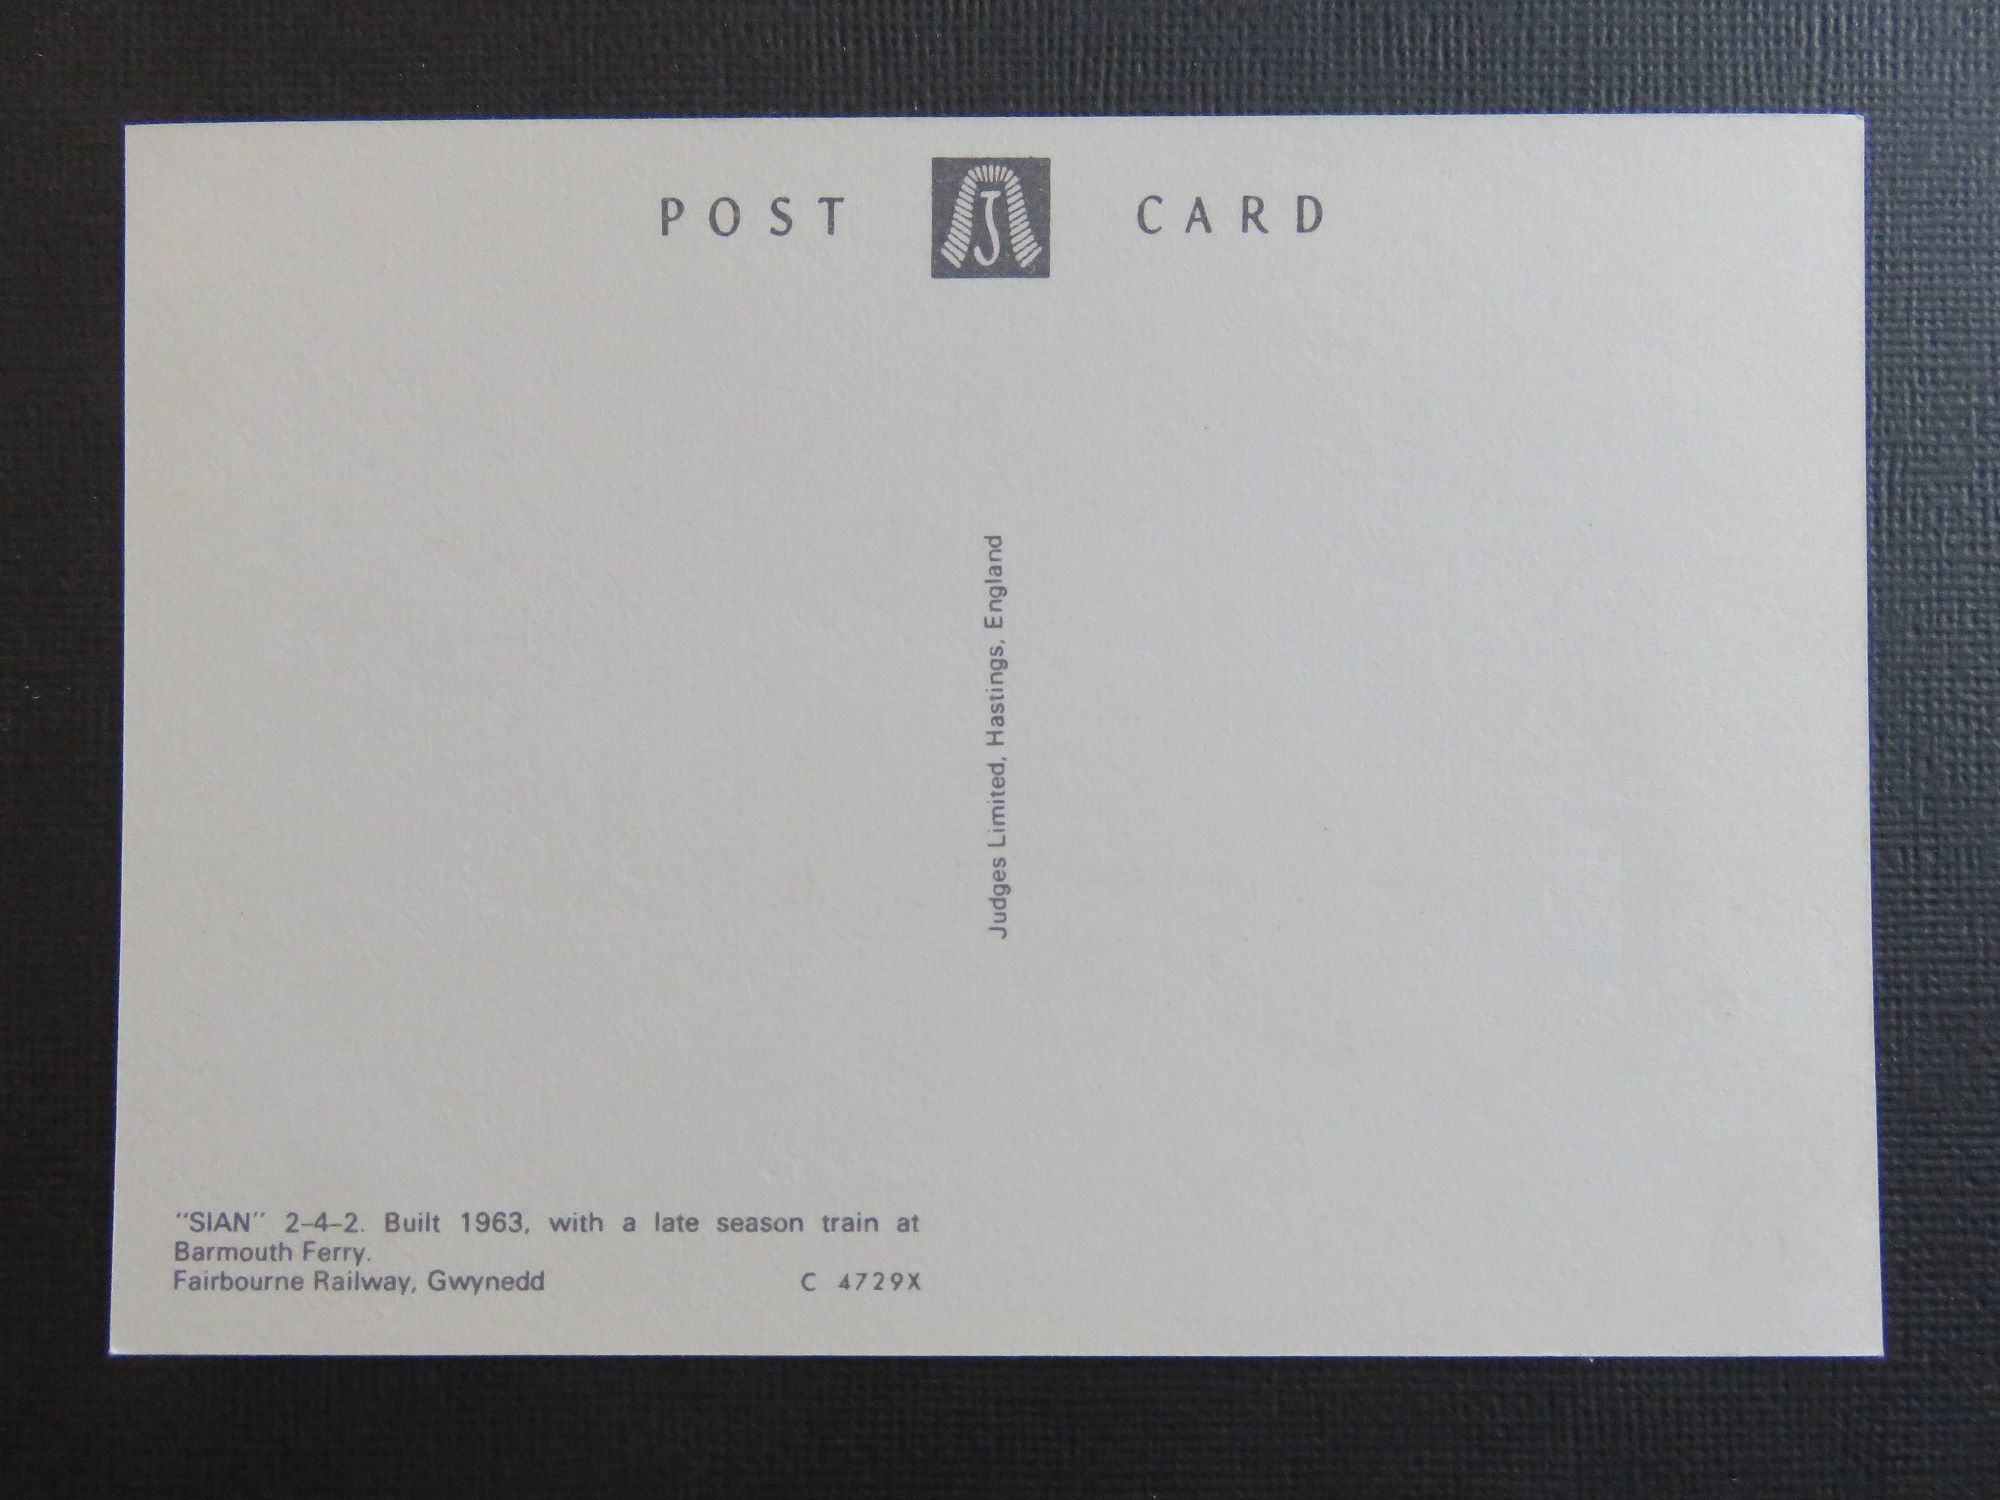 POST J CARD
Judges Limited, Hastings, England
"SIAN" 2-4-2. Built 1963, with a late season train at
Barmouth Ferry.
Fairbourne Railway, Gwynedd C 4729X